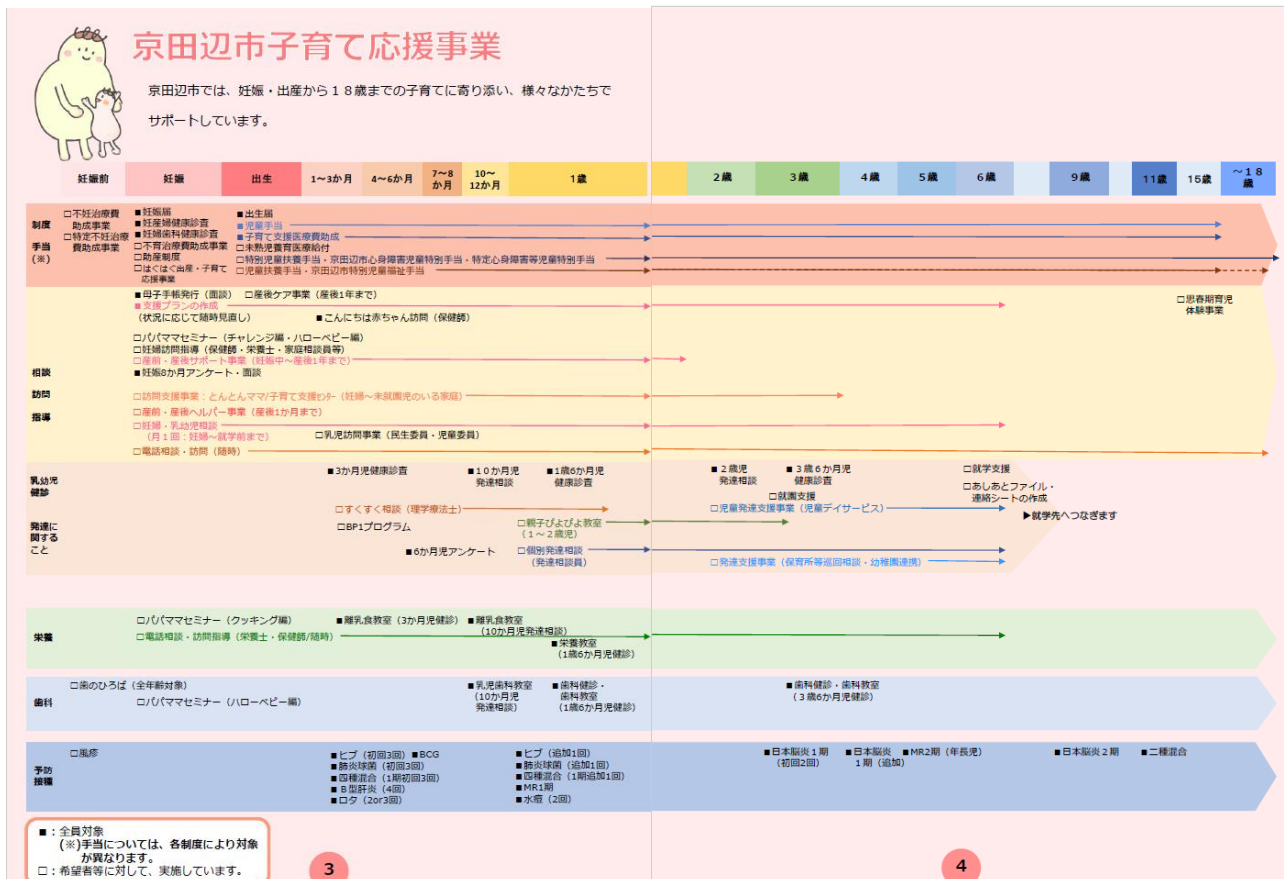 京田辺市子育て応援事業
京田辺市では、妊娠・出産から18歳までの子育てに寄り添い、様々なかたちで
サポートしています。
妊娠前 妊娠 出生 1～3か月 4～6か月 7～8か月 10～12か月 1歳 2歳 3歳 4歳 5歳 6歳 9歳 11歳 15歳 ～18歳
制度
手当
(※)
□不妊治療費
助成事業
□特定不妊治療
費助成事業
■妊娠届
■妊産婦健康診査
■妊婦歯科健康診査
□不育治療費助成事業
□助産制度
□はぐはぐ出産・子育て
応援事業
■出生届
■児童手当
■子育て支援医療費助成
□未熟児養育医療給付
□特別児童扶養手当・京田辺市心身障害児童特別手当・特定心身障害等児童特別手当
□児童扶養手当・京田辺市特別児童福祉手当
相談
訪問
指導
■母子手帳発行（面談） □産後ケア事業（産後1年まで）
■支援プランの作成
（状況に応じて随時見直し） ■こんにちは赤ちゃん訪問（保健師）
□パパママセミナー（チャレンジ編・ハローベビー編）
□妊婦訪問指導（保健師・栄養士・家庭相談員等）
□産前・産後サポート事業（妊娠中～産後1年まで）
■妊娠8か月アンケート・面談
□訪問支援事業：とんとんママ/子育て支援ｾﾝﾀｰ（妊婦～未就園児のいる家庭）
□産前・産後ヘルパー事業（産後1か月まで）
□妊婦・乳幼児相談
（月1回：妊婦～就学前まで） □乳児訪問事業（民生委員・児童委員）
□電話相談・訪問（随時）
□思春期育児
体験事業
乳幼児
健診
発達に
関する
こと
■3か月児健康診査
■10か月児
発達相談
■1歳6か月児
健康診査
■2歳児
発達相談
■3歳6か月児
健康診査
□就学支援
□あしあとファイル・
連絡シートの作成
▶就学先へつなぎます
□就園支援
□すくすく相談（理学療法士）
□児童発達支援事業（児童デイサービス）
□BP1プログラム
□親子ぴよぴよ教室
（1～2歳児）
■6か月児アンケート
□個別発達相談
（発達相談員）
□発達支援事業（保育所等巡回相談・幼稚園連携）
栄養
□パパママセミナー（クッキング編）
□電話相談・訪問指導（栄養士・保健師/随時）
■離乳食教室（3か月児健診）
■離乳食教室
（10か月児発達相談）
■栄養教室
（1歳6か月児健診）
歯科
□歯のひろば（全年齢対象）
□パパママセミナー（ハローベビー編）
■乳児歯科教室
（10か月児
発達相談）
■歯科健診・
歯科教室
（1歳6か月児健診）
■歯科健診・歯科教室
（3歳6か月児健診）
予防
接種
□風疹
■ヒブ（初回3回） ■BCG
■肺炎球菌（初回3回）
■四種混合（1期初回3回）
■B型肝炎（4回）
■ロタ（2or3回）
■ヒブ（追加1回）
■肺炎球菌（追加1回）
■四種混合（1期追加1回）
■MR1期
■水痘（2回）
■日本脳炎1期
（初回2回）
■日本脳炎
1期（追加）
■MR2期（年長児）
■日本脳炎2期
■二種混合
■：全員対象
(※)手当については、各制度により対象
が異なります。
□：希望者等に対して、実施しています。
3
4